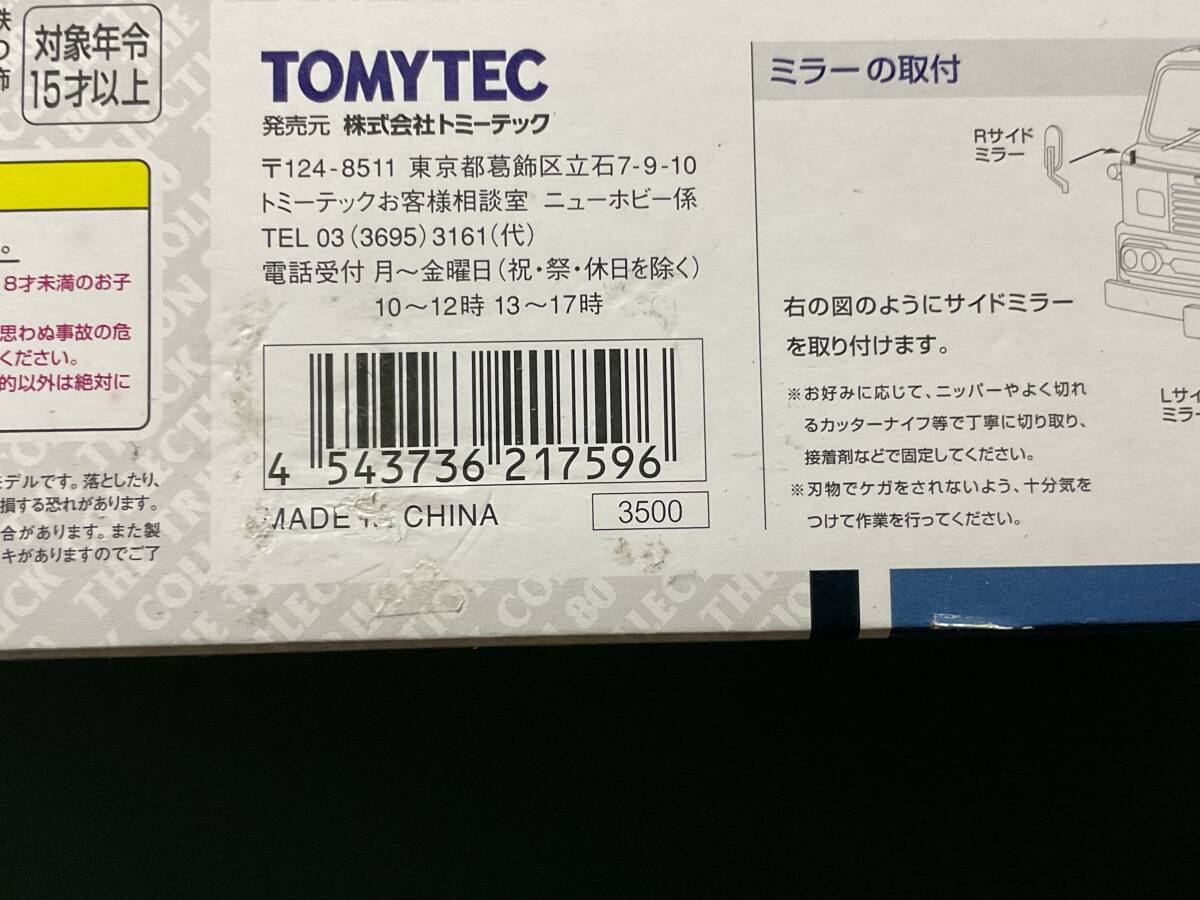 対象年令
15才以上
8才未満のお子
思わぬ事故の危
ください。
的以外は絶対に
モデルです。落としたり、
損する恐れがあります。
合があります。また製
キがありますのでご了
TOMYTEC
発売元 株式会社トミーテック
〒124-8511 東京都葛飾区立石7-9-10
トミーテックお客様相談室 ニューホビー係
TEL 03(3695)3161(代)
電話受付 月～金曜日(祝・祭・休日を除く)
10～12時 13～17時
4 543736 217596
MADE IN CHINA
3500
ミラーの取付
Rサイド
ミラー
右の図のようにサイドミラー
を取り付けます。
※お好みに応じて、ニッパーやよく切れ
るカッターナイフ等で丁寧に切り取り、
接着剤などで固定してください。
※刃物でケガをされないよう、十分気を
つけて作業を行ってください。
Lサイ
ミラー